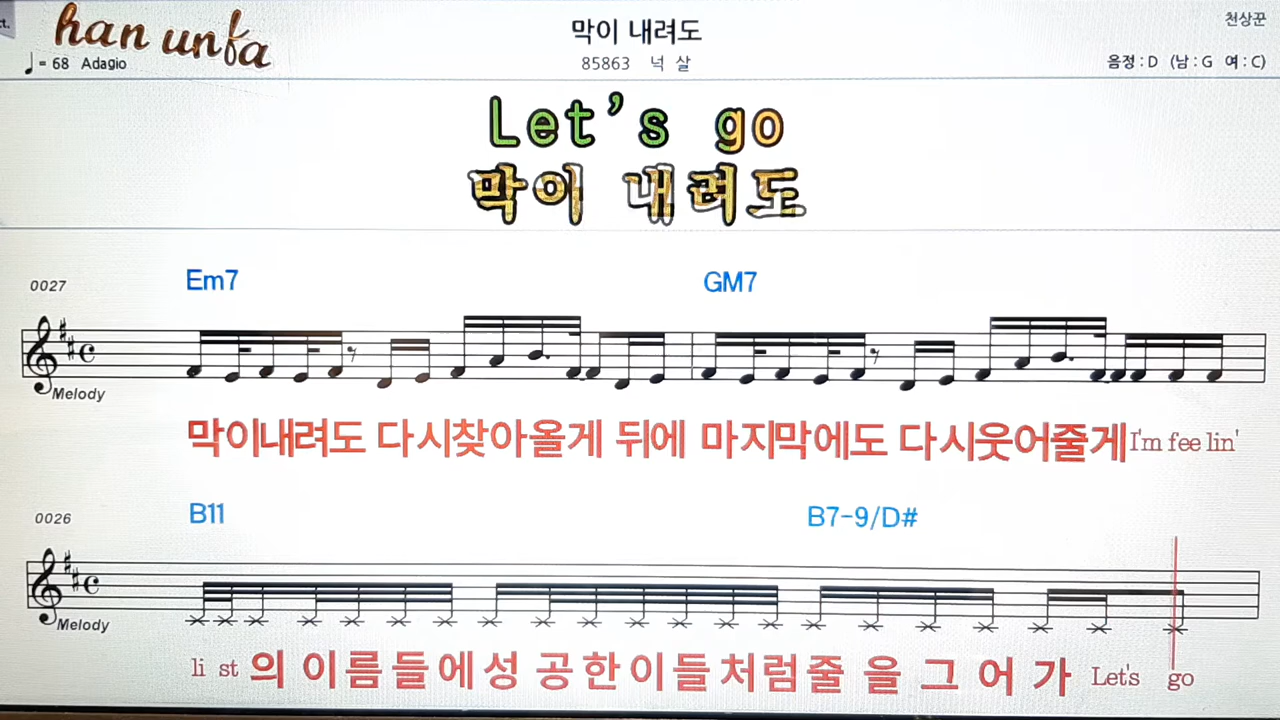 ct.
han unfa
막이 내려도
천상꾼
♩= 68 Adagio
85863 넉 살
음정 : D (남 : G 여 : C)
Let's go
막이 내려도
Em7 GM7
0027
Melody
막이내려도 다시찾아올게 뒤에 마지막에도 다시웃어줄게 I'm fee lin'
B11 B7-9/D#
0026
Melody
li st 의 이 름 들 에 성 공 한 이 들 처 럼 줄 을 그 어 가 Let's go